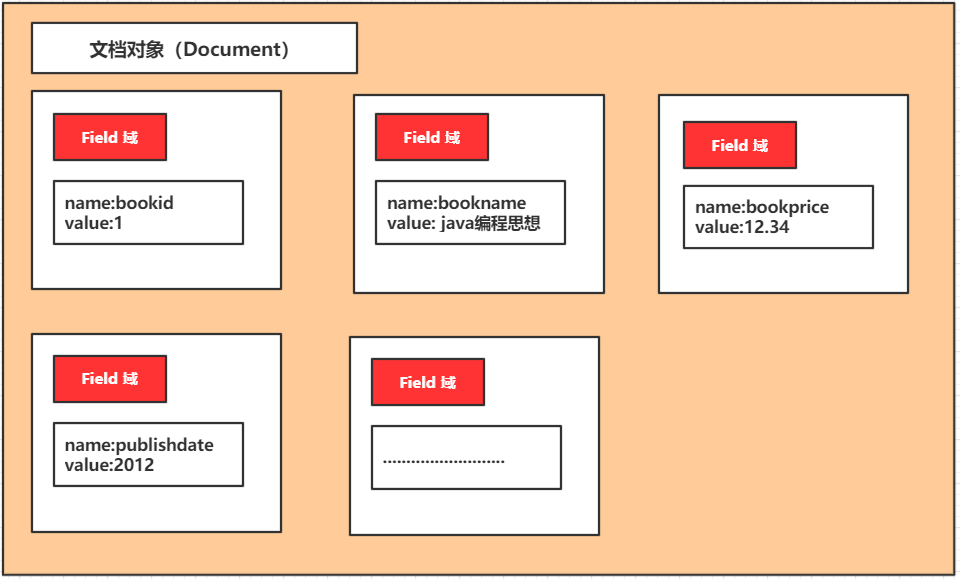 文档对象（Document）
Field 域
name:bookid
value:1
Field 域
name:bookname
value: java编程思想
Field 域
name:bookprice
value:12.34
Field 域
name:publishdate
value:2012
Field 域
...........................